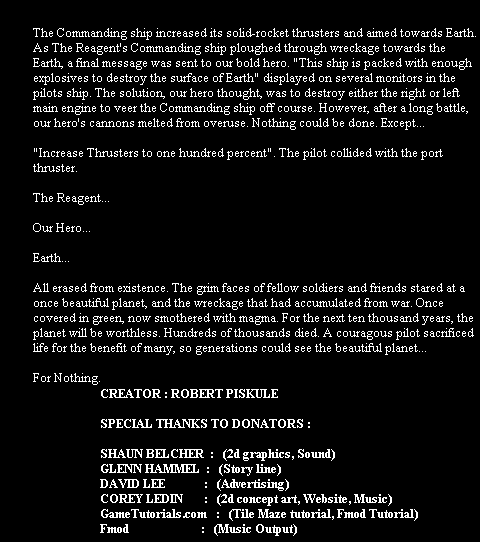 The Commanding ship increased its solid-rocket thrusters and aimed towards Earth.
As The Reagent's Commanding ship ploughed through wreckage towards the
Earth, a final message was sent to our bold hero. "This ship is packed with enough
explosives to destroy the surface of Earth" displayed on several monitors in the
pilots ship. The solution, our hero thought, was to destroy either the right or left
main engine to veer the Commanding ship off course. However, after a long battle,
our hero's cannons melted from overuse. Nothing could be done. Except...
"Increase Thrusters to one hundred percent". The pilot collided with the port
thruster.
The Reagent...
Our Hero...
Earth...
All erased from existence. The grim faces of fellow soldiers and friends stared at a
once beautiful planet, and the wreckage that had accumulated from war. Once
covered in green, now smothered with magma. For the next ten thousand years, the
planet will be worthless. Hundreds of thousands died. A couragous pilot sacrificed
life for the benefit of many, so generations could see the beautiful planet...
For Nothing.
CREATOR : ROBERT PISKULE
SPECIAL THANKS TO DONATORS :
SHAUN BELCHER : (2d graphics, Sound)
GLENN HAMMEL : (Story line)
DAVID LEE : (Advertising)
COREY LEDIN : (2d concept art, Website, Music)
GameTutorials.com : (Tile Maze tutorial, Fmod Tutorial)
Fmod : (Music Output)